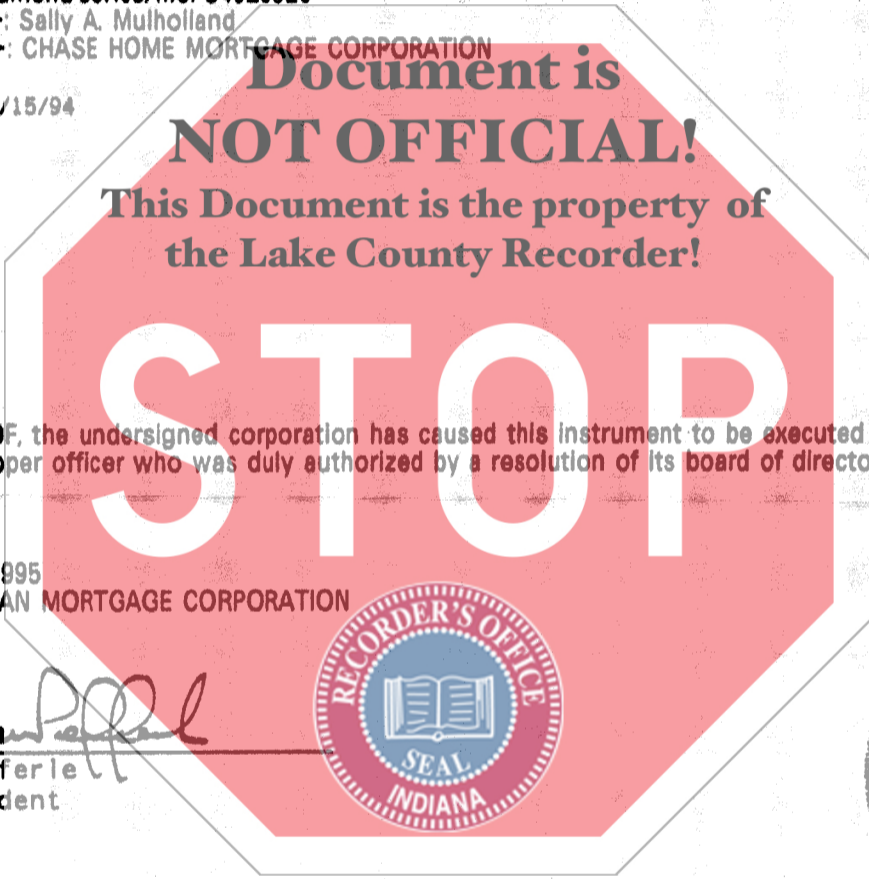 : Sally A. Mulholland
: CHASE HOME MORTGAGE CORPORATION
Document is
/15/94
NOT OFFICIAL!
This Document is the property of
the Lake County Recorder!
STOP
F, the undersigned corporation has caused this instrument to be executed
per officer who was duly authorized by a resolution of its board of directo
995
AN MORTGAGE CORPORATION
RECORDER'S OFFICE
SEAL
INDIANA
ferle
dent